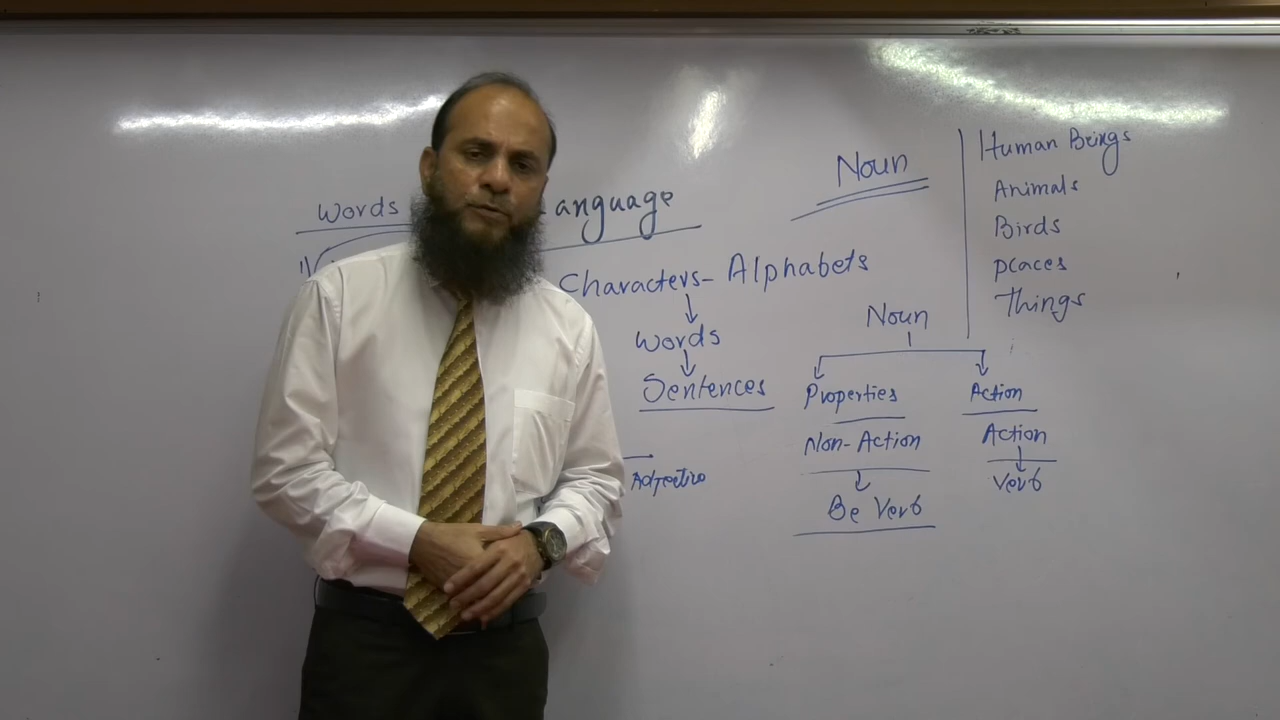 Words
Language
1)
Characters - Alphabets
Words
Sentences
Adjective
Noun
Human Beings
Animals
Birds
places
Things
Noun
Properties
Action
Non-Action
Action
Be Verb
Verb